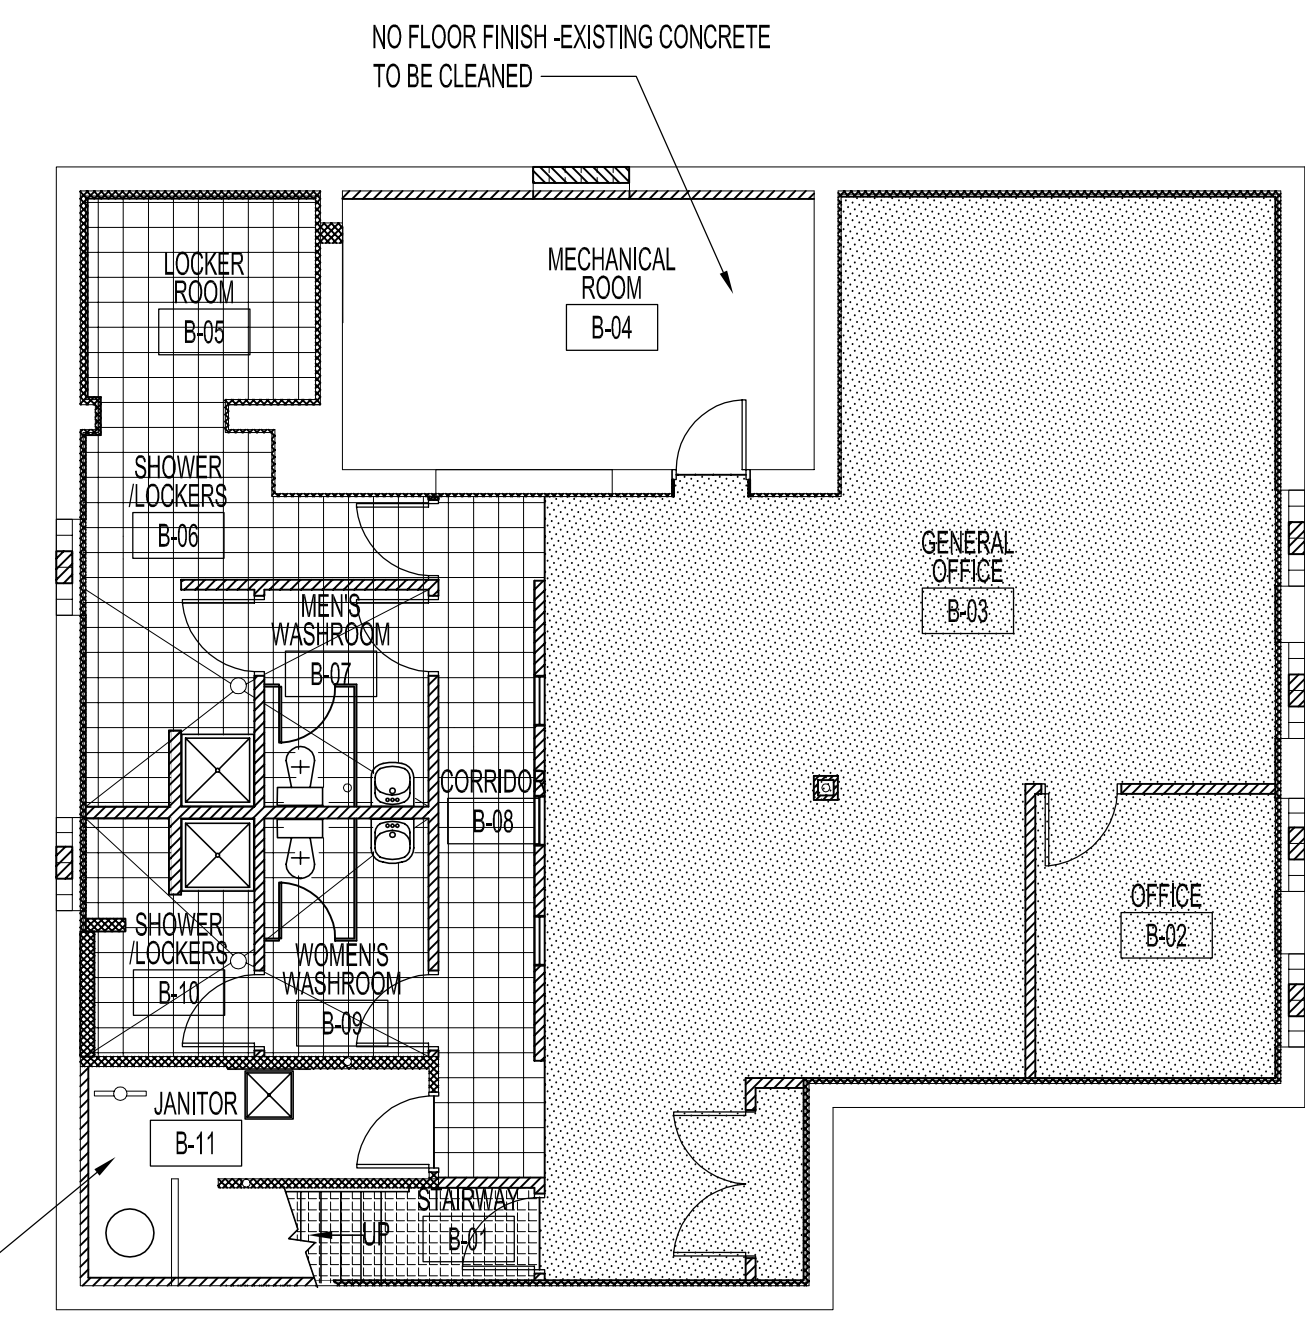 NO FLOOR FINISH -EXISTING CONCRETE
TO BE CLEANED
LOCKER
ROOM
B-05
MECHANICAL
ROOM
B-04
SHOWER
/LOCKERS
B-06
GENERAL
OFFICE
B-03
MEN'S
WASHROOM
B-07
CORRIDOR
B-08
OFFICE
B-02
SHOWER
/LOCKERS
B-10
WOMEN'S
WASHROOM
B-09
JANITOR
B-11
STAIRWAY
B-01
UP